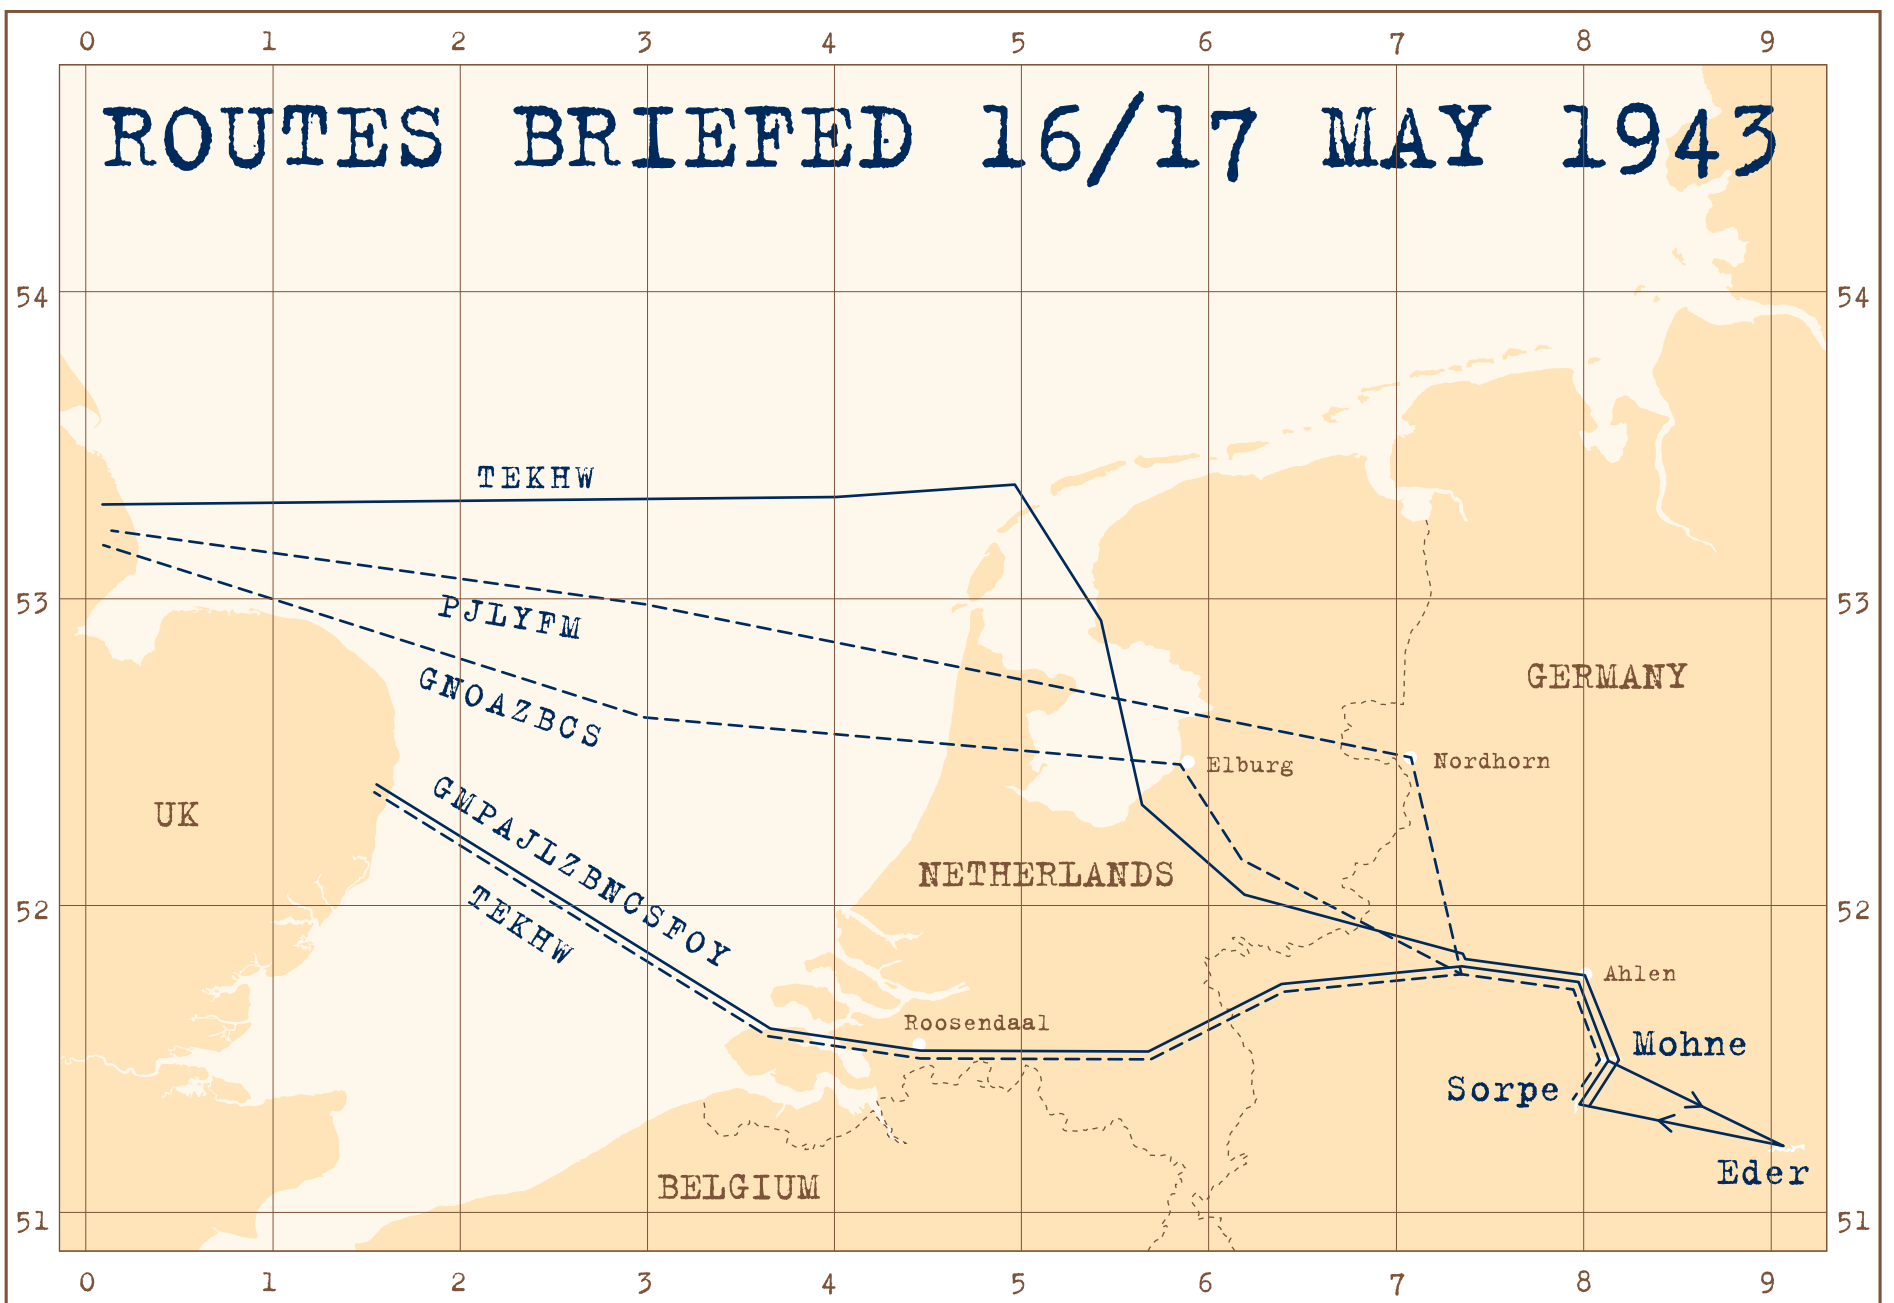 0 1 2 3 4 5 6 7 8 9
ROUTES BRIEFED 16/17 MAY 1943
54 54
TEKHW
53 53
PJLYFM
GNOAZBCS
GERMANY
Elburg
Nordhorn
UK
GMPAJLZBNCSFOY
NETHERLANDS
52 52
TEKHW
Ahlen
Roosendaal
Mohne
Sorpe
Eder
BELGIUM
51 51
0 1 2 3 4 5 6 7 8 9